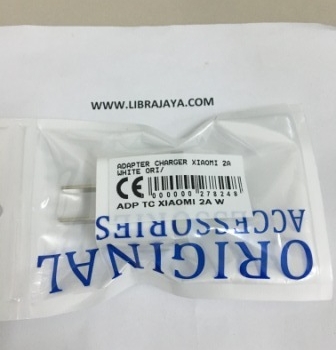 WWW.LIBRAJAYA.COM
ADAPTER CHARGER XIAOMI 2A
WHITE ORI/
CE
000000278248
ADP TC XIAOMI 2A W
ORIGINAL
ACCESSORIES